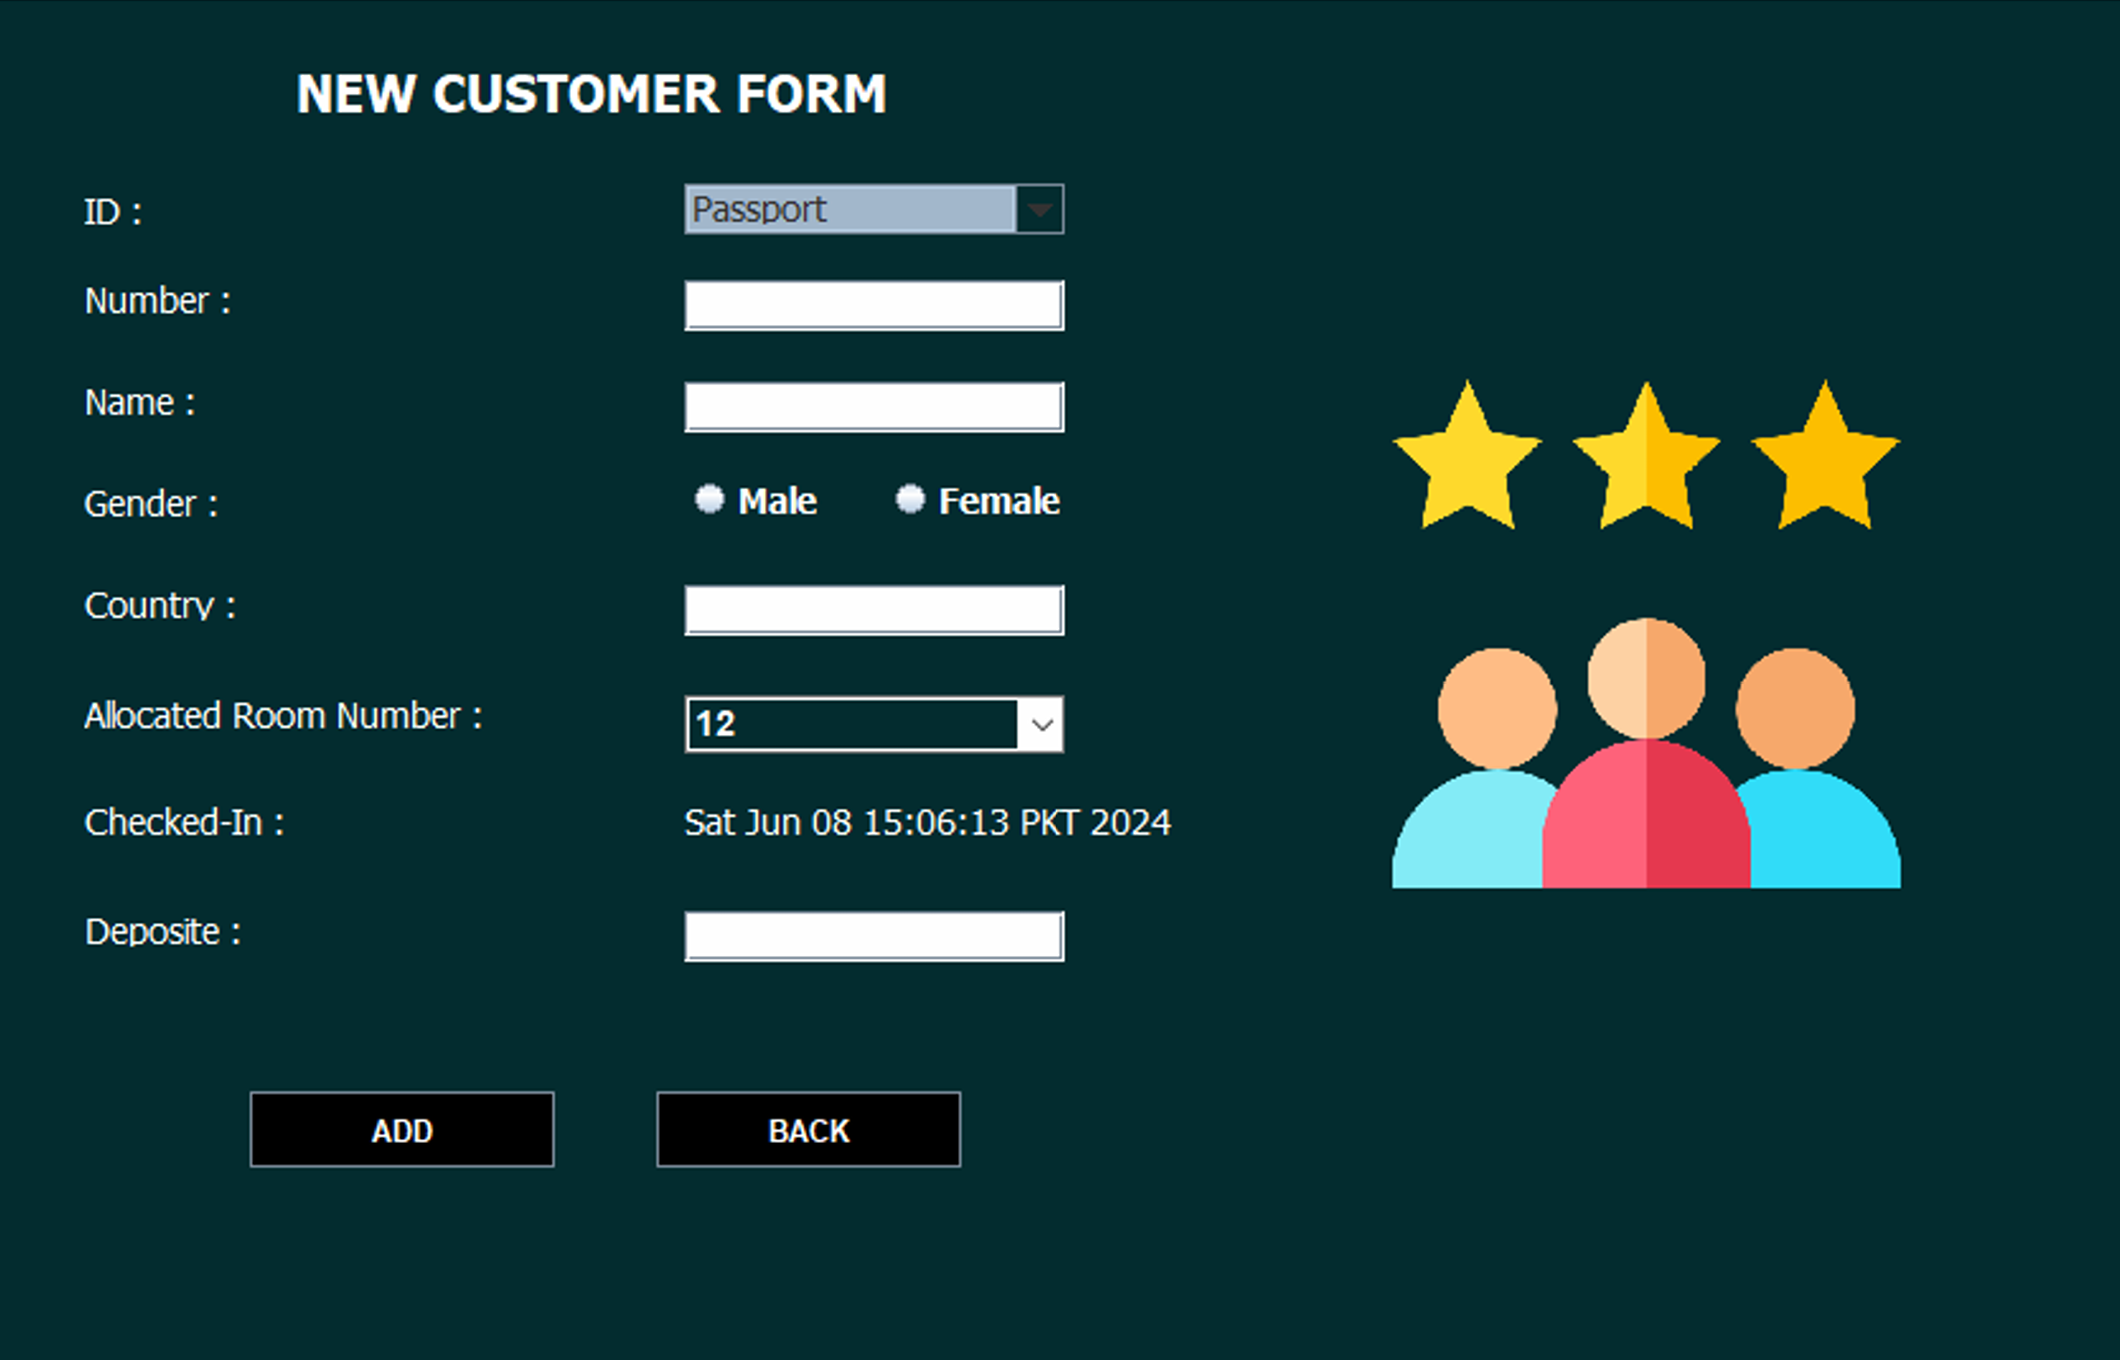 NEW CUSTOMER FORM
ID : Passport
Number :
Name :
Gender : Male Female
Country :
Allocated Room Number : 12
Checked-In : Sat Jun 08 15:06:13 PKT 2024
Deposite :
ADD BACK